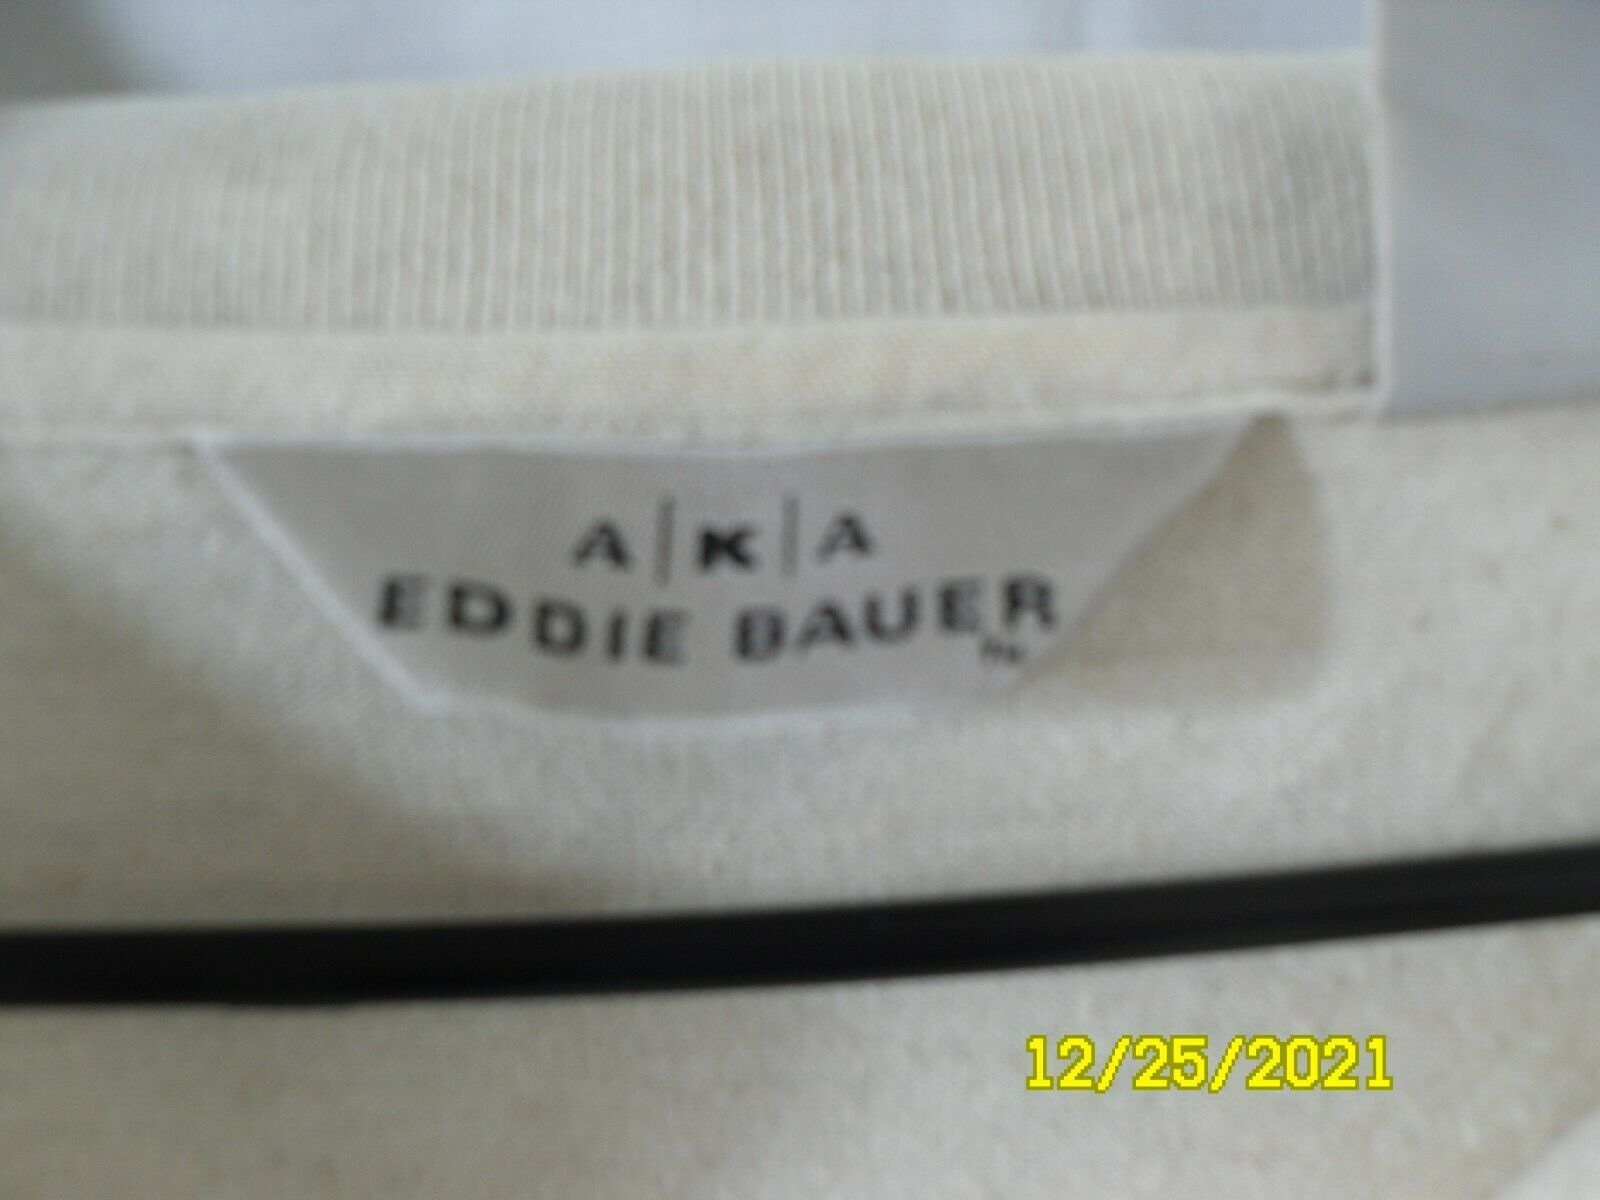 A|K|A
EDDIE BAUER
TM
12/25/2021